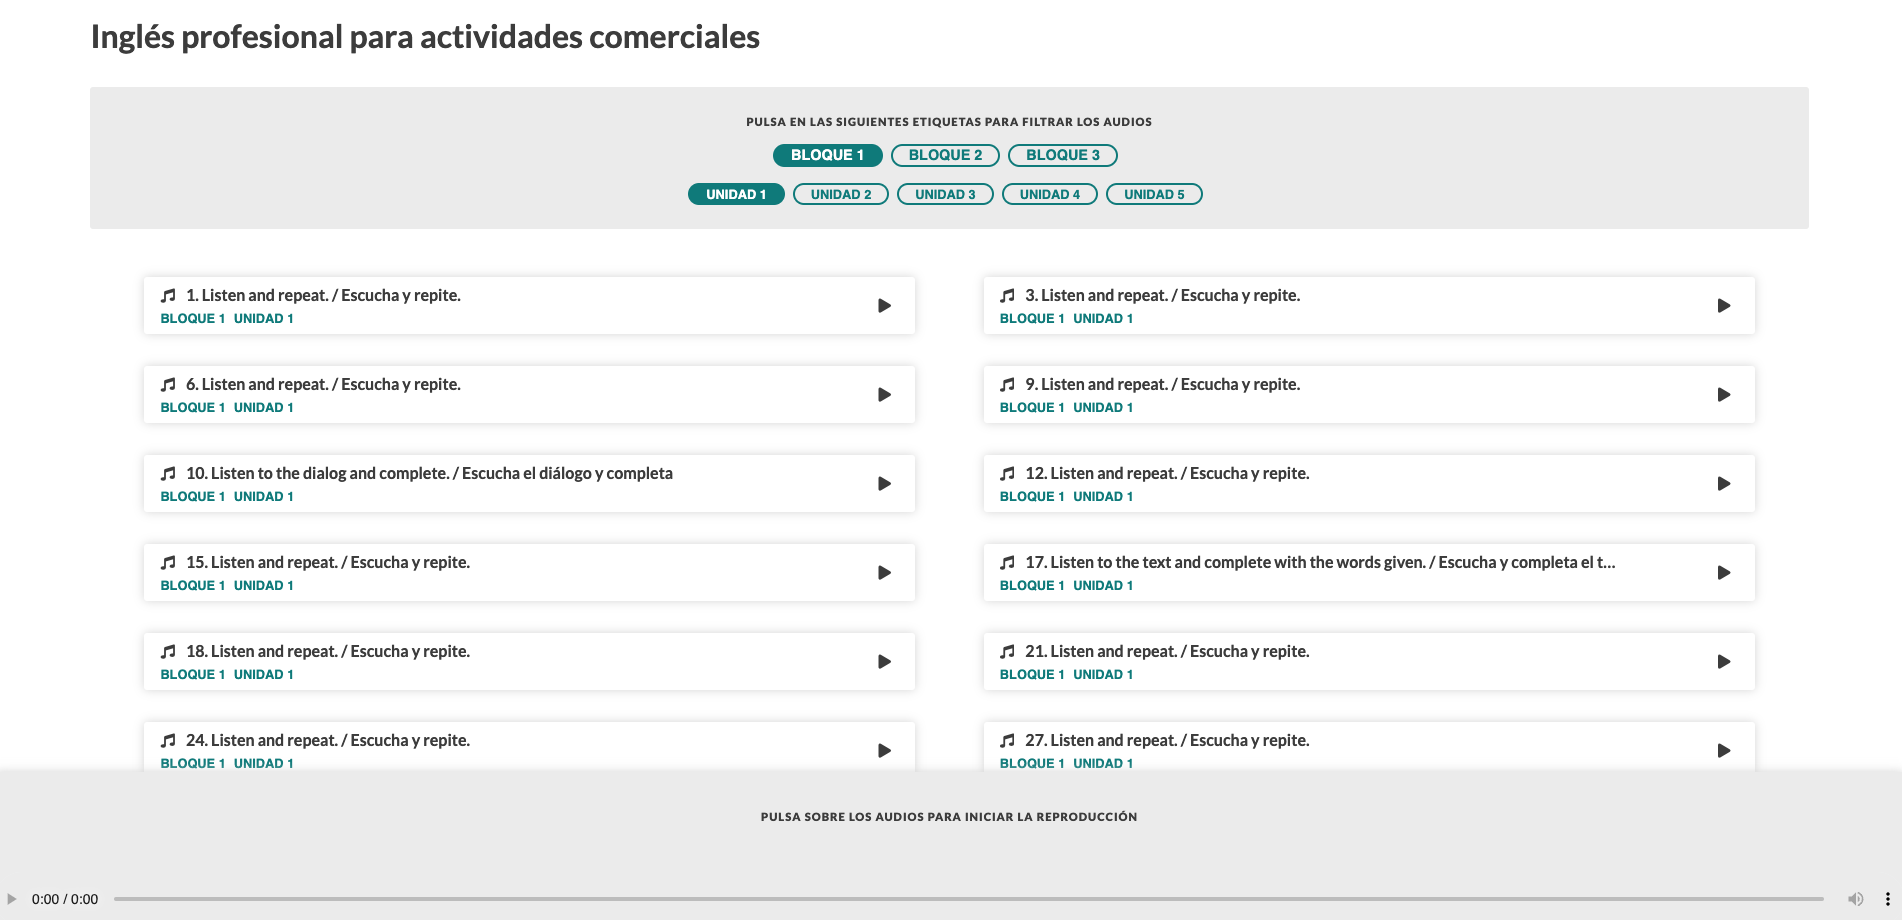 Inglés profesional para actividades comerciales
PULSA EN LAS SIGUIENTES ETIQUETAS PARA FILTRAR LOS AUDIOS
BLOQUE 1 BLOQUE 2 BLOQUE 3
UNIDAD 1 UNIDAD 2 UNIDAD 3 UNIDAD 4 UNIDAD 5
1. Listen and repeat. / Escucha y repite.
BLOQUE 1 UNIDAD 1
3. Listen and repeat. / Escucha y repite.
BLOQUE 1 UNIDAD 1
6. Listen and repeat. / Escucha y repite.
BLOQUE 1 UNIDAD 1
9. Listen and repeat. / Escucha y repite.
BLOQUE 1 UNIDAD 1
10. Listen to the dialog and complete. / Escucha el diálogo y completa
BLOQUE 1 UNIDAD 1
12. Listen and repeat. / Escucha y repite.
BLOQUE 1 UNIDAD 1
15. Listen and repeat. / Escucha y repite.
BLOQUE 1 UNIDAD 1
17. Listen to the text and complete with the words given. / Escucha y completa el t...
BLOQUE 1 UNIDAD 1
18. Listen and repeat. / Escucha y repite.
BLOQUE 1 UNIDAD 1
21. Listen and repeat. / Escucha y repite.
BLOQUE 1 UNIDAD 1
24. Listen and repeat. / Escucha y repite.
BLOQUE 1 UNIDAD 1
27. Listen and repeat. / Escucha y repite.
BLOQUE 1 UNIDAD 1
PULSA SOBRE LOS AUDIOS PARA INICIAR LA REPRODUCCIÓN
0:00 / 0:00